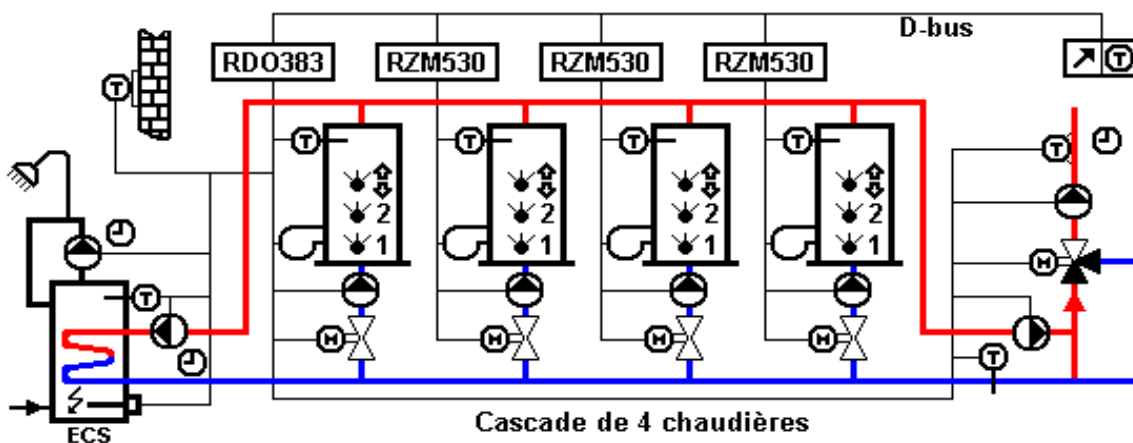 D-bus
RDO383 RZM530 RZM530 RZM530
T
T
T T T T T
2 2 2 2
1 1 1 1
M
T
M M M M
T
Cascade de 4 chaudières
ECS